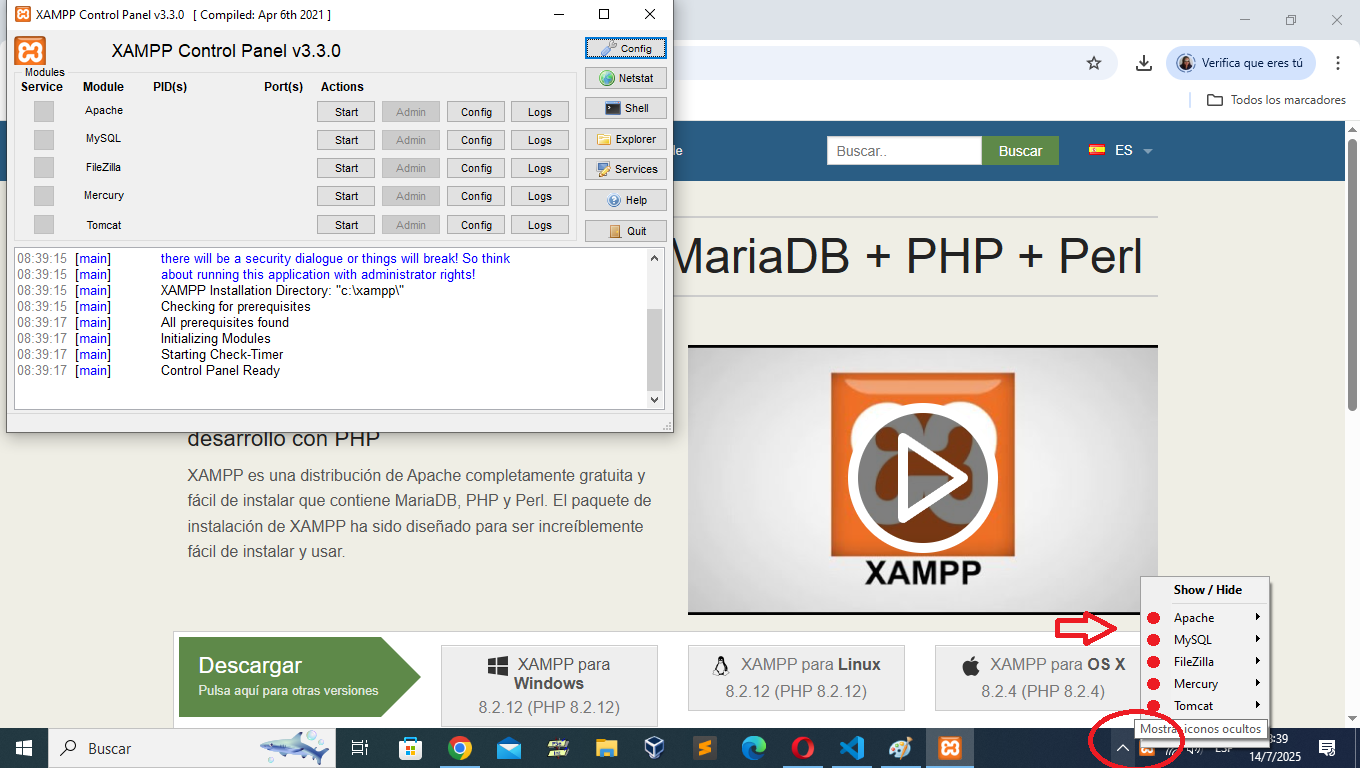 XAMPP Control Panel v3.3.0 [ Compiled: Apr 6th 2021 ]
XAMPP Control Panel v3.3.0
Config
Modules
Service Module PID(s) Port(s) Actions
Netstat
Apache Start Admin Config Logs
Shell
MySQL Start Admin Config Logs
Explorer
FileZilla Start Admin Config Logs
Services
Mercury Start Admin Config Logs
Help
Tomcat Start Admin Config Logs
Quit
08:39:15 [main] there will be a security dialogue or things will break! So think
08:39:15 [main] about running this application with administrator rights!
08:39:15 [main] XAMPP Installation Directory: "c:\xampp\"
08:39:15 [main] Checking for prerequisites
08:39:17 [main] All prerequisites found
08:39:17 [main] Initializing Modules
08:39:17 [main] Starting Check-Timer
08:39:17 [main] Control Panel Ready
Verifica que eres tú
Todos los marcadores
Buscar.. Buscar ES
MariaDB + PHP + Perl
desarrollo con PHP
XAMPP es una distribución de Apache completamente gratuita y
fácil de instalar que contiene MariaDB, PHP y Perl. El paquete de
instalación de XAMPP ha sido diseñado para ser increíblemente
fácil de instalar y usar.
XAMPP
Descargar
Pulsa aquí para otras versiones
XAMPP para
Windows
8.2.12 (PHP 8.2.12)
XAMPP para Linux
8.2.12 (PHP 8.2.12)
XAMPP para OS X
8.2.4 (PHP 8.2.4)
Show / Hide
Apache
MySQL
FileZilla
Mercury
Tomcat
Mostrar iconos ocultos
Buscar
ESP
:39
14/7/2025